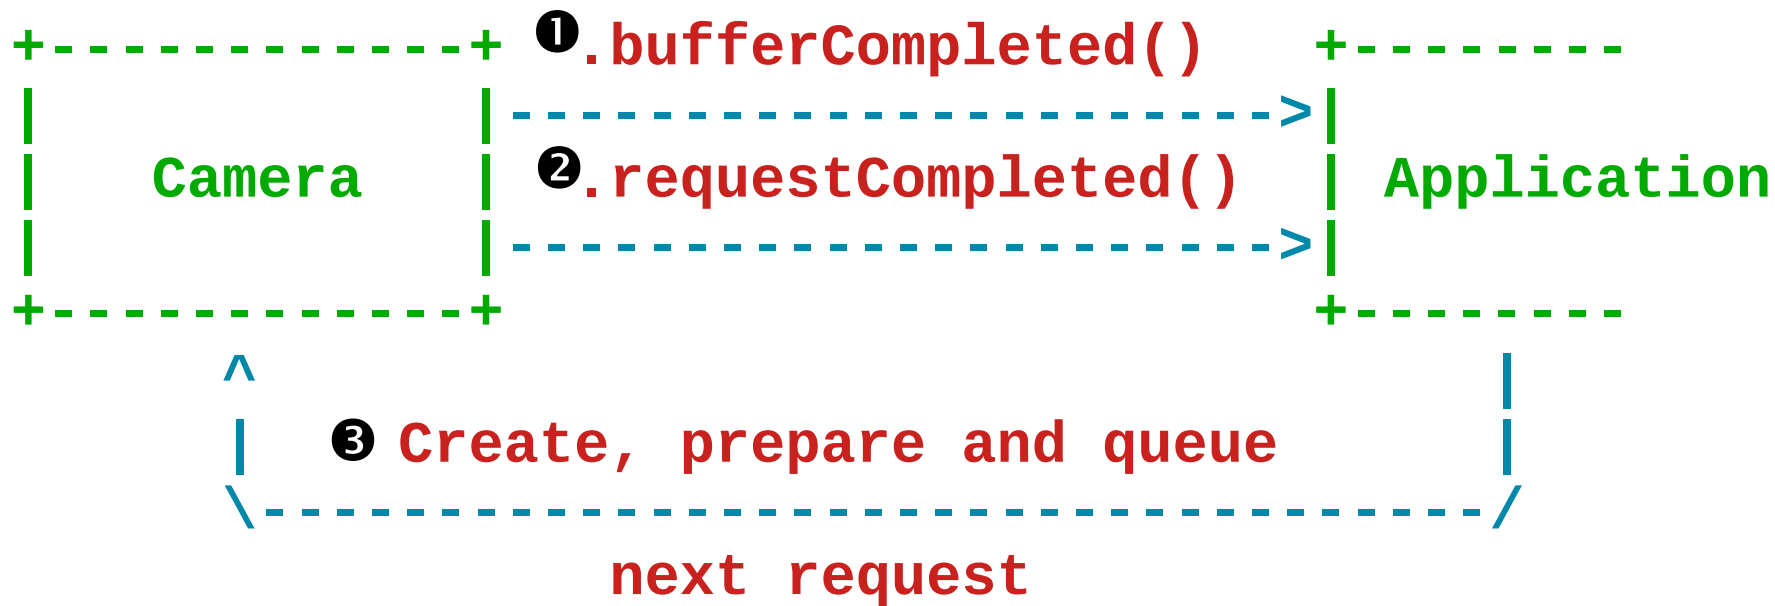 ❶.bufferCompleted()
❷.requestCompleted()
Camera
Application
❸ Create, prepare and queue
next request